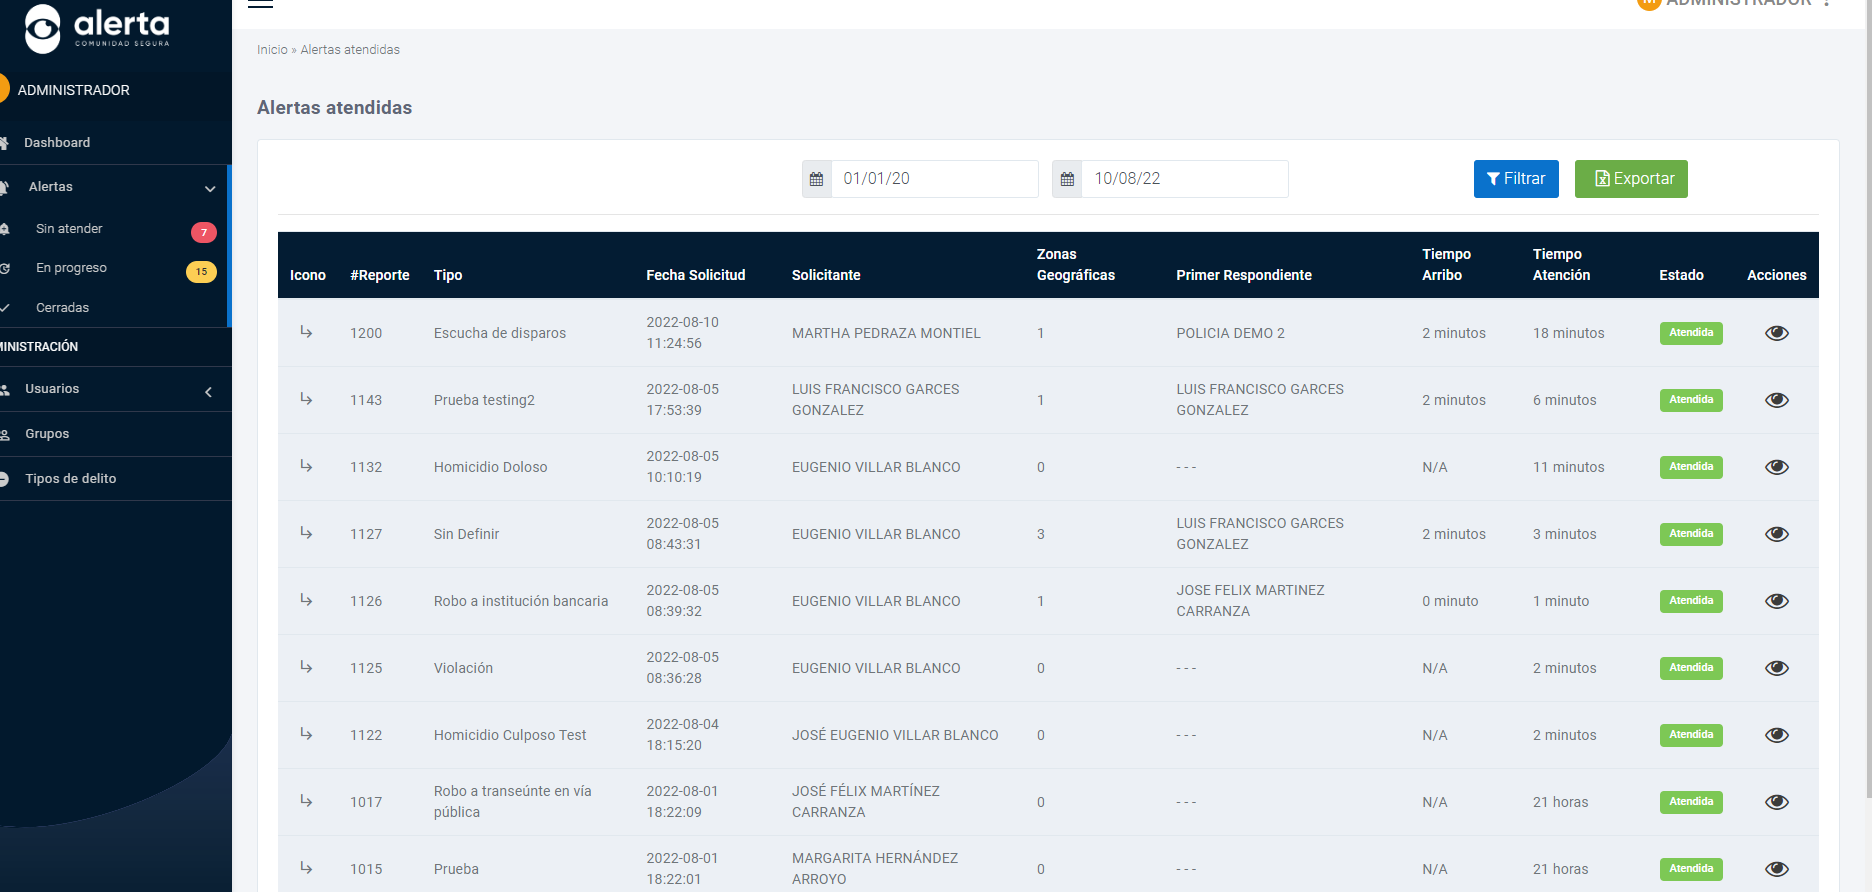 alerta
COMUNIDAD SEGURA
ADMINISTRADOR
Dashboard
Alertas
Sin atender 7
En progreso 15
Cerradas
MINISTRACIÓN
Usuarios
Grupos
Tipos de delito
M ADMINISTRADOR
Inicio » Alertas atendidas
Alertas atendidas
01/01/20 10/08/22 Filtrar Exportar
Zonas Tiempo Tiempo
Icono #Reporte Tipo Fecha Solicitud Solicitante Geográficas Primer Respondiente Arribo Atención Estado Acciones
2022-08-10
1200 Escucha de disparos MARTHA PEDRAZA MONTIEL 1 POLICIA DEMO 2 2 minutos 18 minutos Atendida
11:24:56
2022-08-05 LUIS FRANCISCO GARCES LUIS FRANCISCO GARCES
1143 Prueba testing2 1 2 minutos 6 minutos Atendida
17:53:39 GONZALEZ GONZALEZ
2022-08-05
1132 Homicidio Doloso EUGENIO VILLAR BLANCO 0 - - - N/A 11 minutos Atendida
10:10:19
2022-08-05 LUIS FRANCISCO GARCES
1127 Sin Definir EUGENIO VILLAR BLANCO 3 2 minutos 3 minutos Atendida
08:43:31 GONZALEZ
2022-08-05 JOSE FELIX MARTINEZ
1126 Robo a institución bancaria EUGENIO VILLAR BLANCO 1 0 minuto 1 minuto Atendida
08:39:32 CARRANZA
2022-08-05
1125 Violación EUGENIO VILLAR BLANCO 0 - - - N/A 2 minutos Atendida
08:36:28
2022-08-04
1122 Homicidio Culposo Test JOSÉ EUGENIO VILLAR BLANCO 0 - - - N/A 2 minutos Atendida
18:15:20
Robo a transeúnte en vía 2022-08-01 JOSÉ FÉLIX MARTÍNEZ
1017 0 - - - N/A 21 horas Atendida
pública 18:22:09 CARRANZA
2022-08-01 MARGARITA HERNÁNDEZ
1015 Prueba 0 - - - N/A 21 horas Atendida
18:22:01 ARROYO